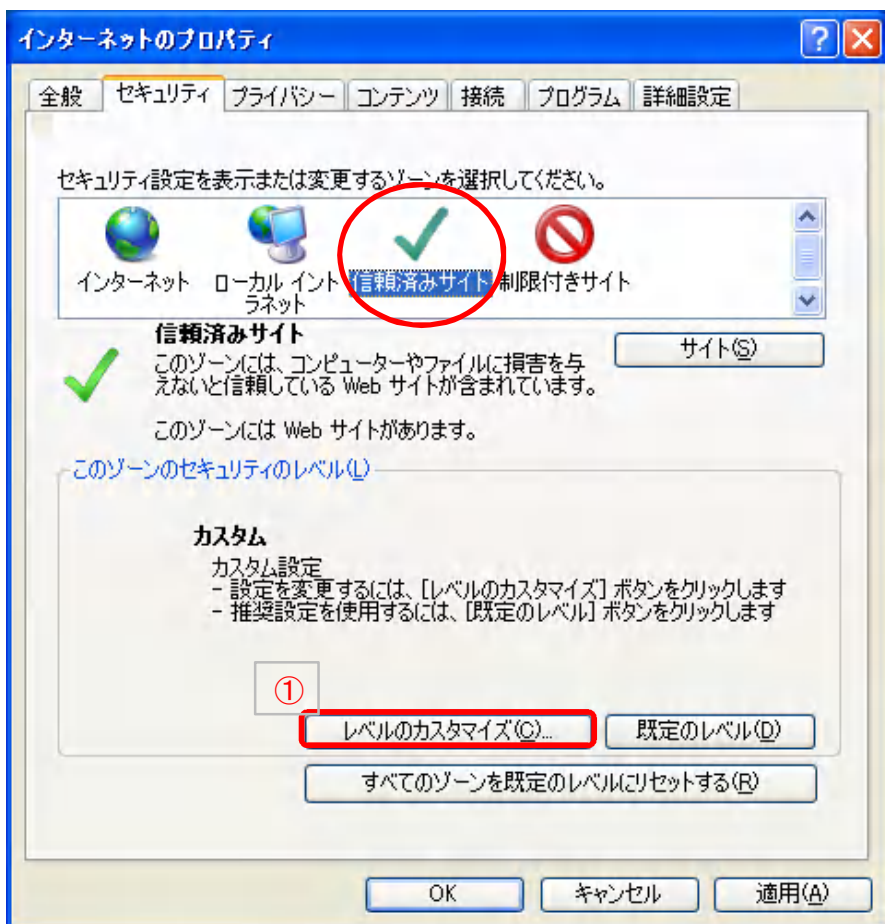 インターネットのプロパティ
全般 セキュリティ プライバシー コンテンツ 接続 プログラム 詳細設定
セキュリティ設定を表示または変更するゾーンを選択してください。
インターネット ローカル イント 信頼済みサイト 制限付きサイト
ラネット
信頼済みサイト
サイト(S)
このゾーンには、コンピューターやファイルに損害を与
えないと信頼している Web サイトが含まれています。
このゾーンには Web サイトがあります。
このゾーンのセキュリティのレベル(L)
カスタム
カスタム設定
- 設定を変更するには、[レベルのカスタマイズ] ボタンをクリックします
- 推奨設定を使用するには、[既定のレベル] ボタンをクリックします
①
レベルのカスタマイズ(C)... 既定のレベル(D)
すべてのゾーンを既定のレベルにリセットする(R)
OK キャンセル 適用(A)